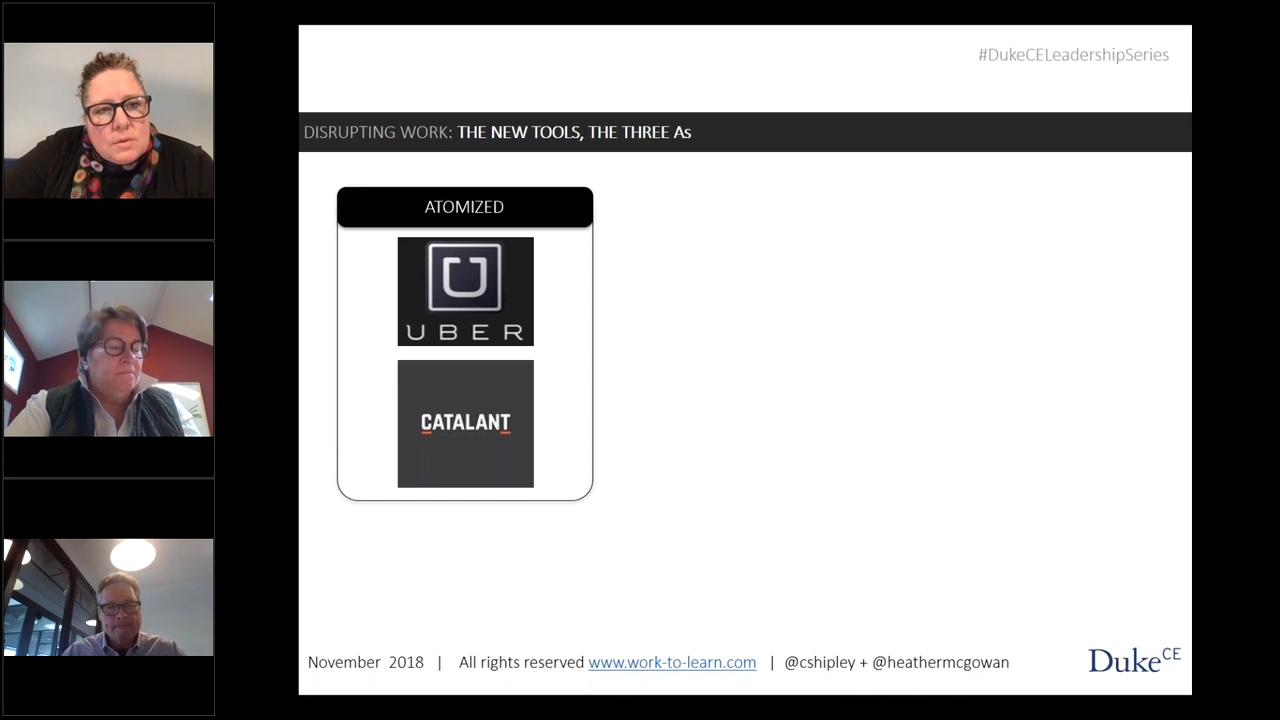 #DukeCELeadershipSeries
DISRUPTING WORK: THE NEW TOOLS, THE THREE As
ATOMIZED
U
UBER
CATALANT
November 2018 | All rights reserved www.work-to-learn.com | @cshipley + @heathermcgowan
DukeCE